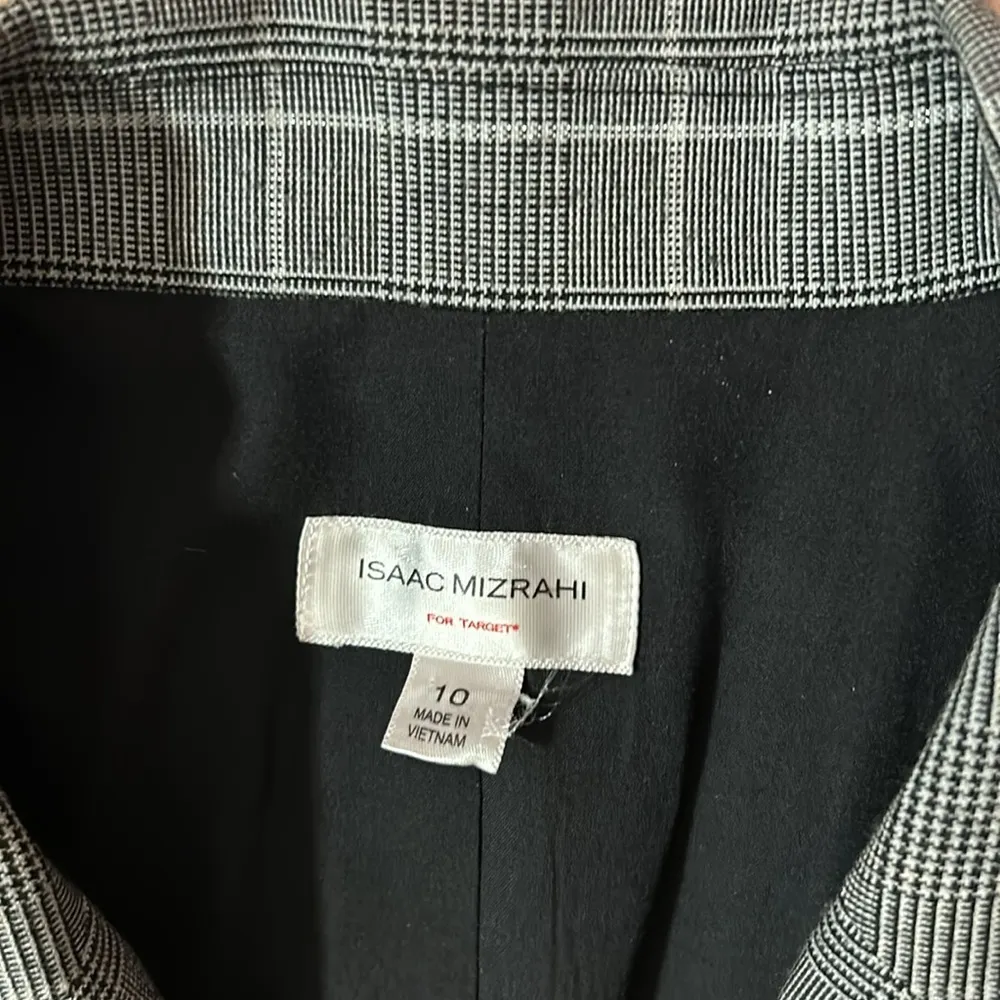 ISAAC MIZRAHI
FOR TARGET®
10
MADE IN
VIETNAM